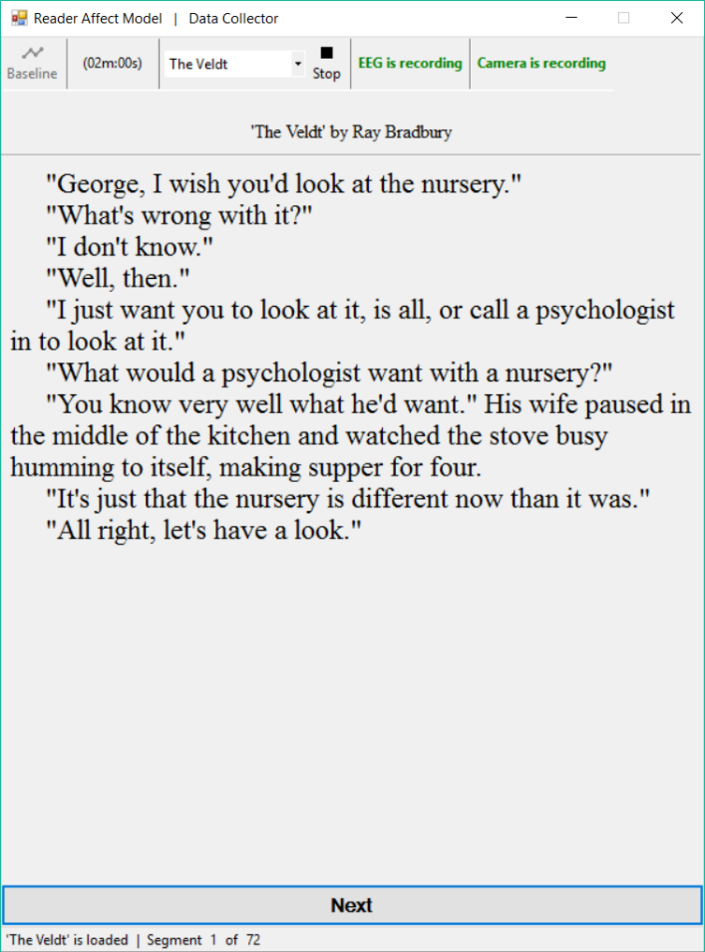 Reader Affect Model | Data Collector
Baseline (02m:00s) The Veldt Stop EEG is recording Camera is recording
'The Veldt' by Ray Bradbury
"George, I wish you'd look at the nursery."
"What's wrong with it?"
"I don't know."
"Well, then."
"I just want you to look at it, is all, or call a psychologist
in to look at it."
"What would a psychologist want with a nursery?"
"You know very well what he'd want." His wife paused in
the middle of the kitchen and watched the stove busy
humming to itself, making supper for four.
"It's just that the nursery is different now than it was."
"All right, let's have a look."
Next
'The Veldt' is loaded | Segment 1 of 72